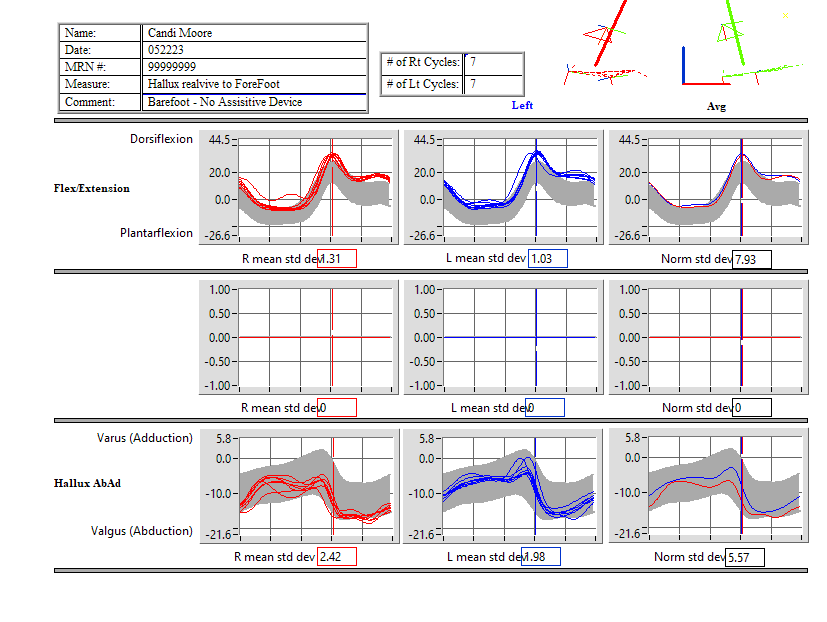 Name: Candi Moore
Date: 052223
MRN #: 99999999
Measure: Hallux realvive to ForeFoot
Comment: Barefoot - No Assisitive Device
# of Rt Cycles: 7
# of Lt Cycles: 7
Left
Avg
Dorsiflexion
Flex/Extension
Plantarflexion
44.5
20.0
0.0
-26.6
44.5
20.0
0.0
-26.6
44.5
20.0
0.0
-26.6
R mean std dev 1.31
L mean std dev 1.03
Norm std dev 7.93
1.00
0.50
0.00
-0.50
-1.00
1.00
0.50
0.00
-0.50
-1.00
1.00
0.50
0.00
-0.50
-1.00
R mean std dev 0
L mean std dev 0
Norm std dev 0
Varus (Adduction)
Hallux AbAd
Valgus (Abduction)
5.8
0.0
-10.0
-21.6
5.8
0.0
-10.0
-21.6
5.8
0.0
-10.0
-21.6
R mean std dev 2.42
L mean std dev 1.98
Norm std dev 5.57